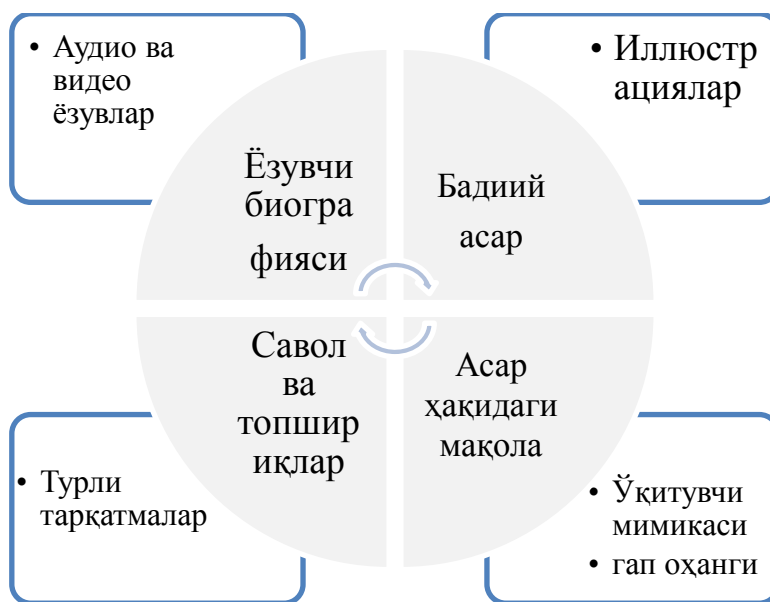 • Аудио ва
видео
ёзувлар
• Иллюстр
ациялар
Ёзувчи
биогра
фияси
Бадиий
асар
Савол
ва
топшир
иқлар
Асар
ҳақидаги
мақола
• Турли
тарқатмалар
• Ўқитувчи
мимикаси
• гап оҳанги